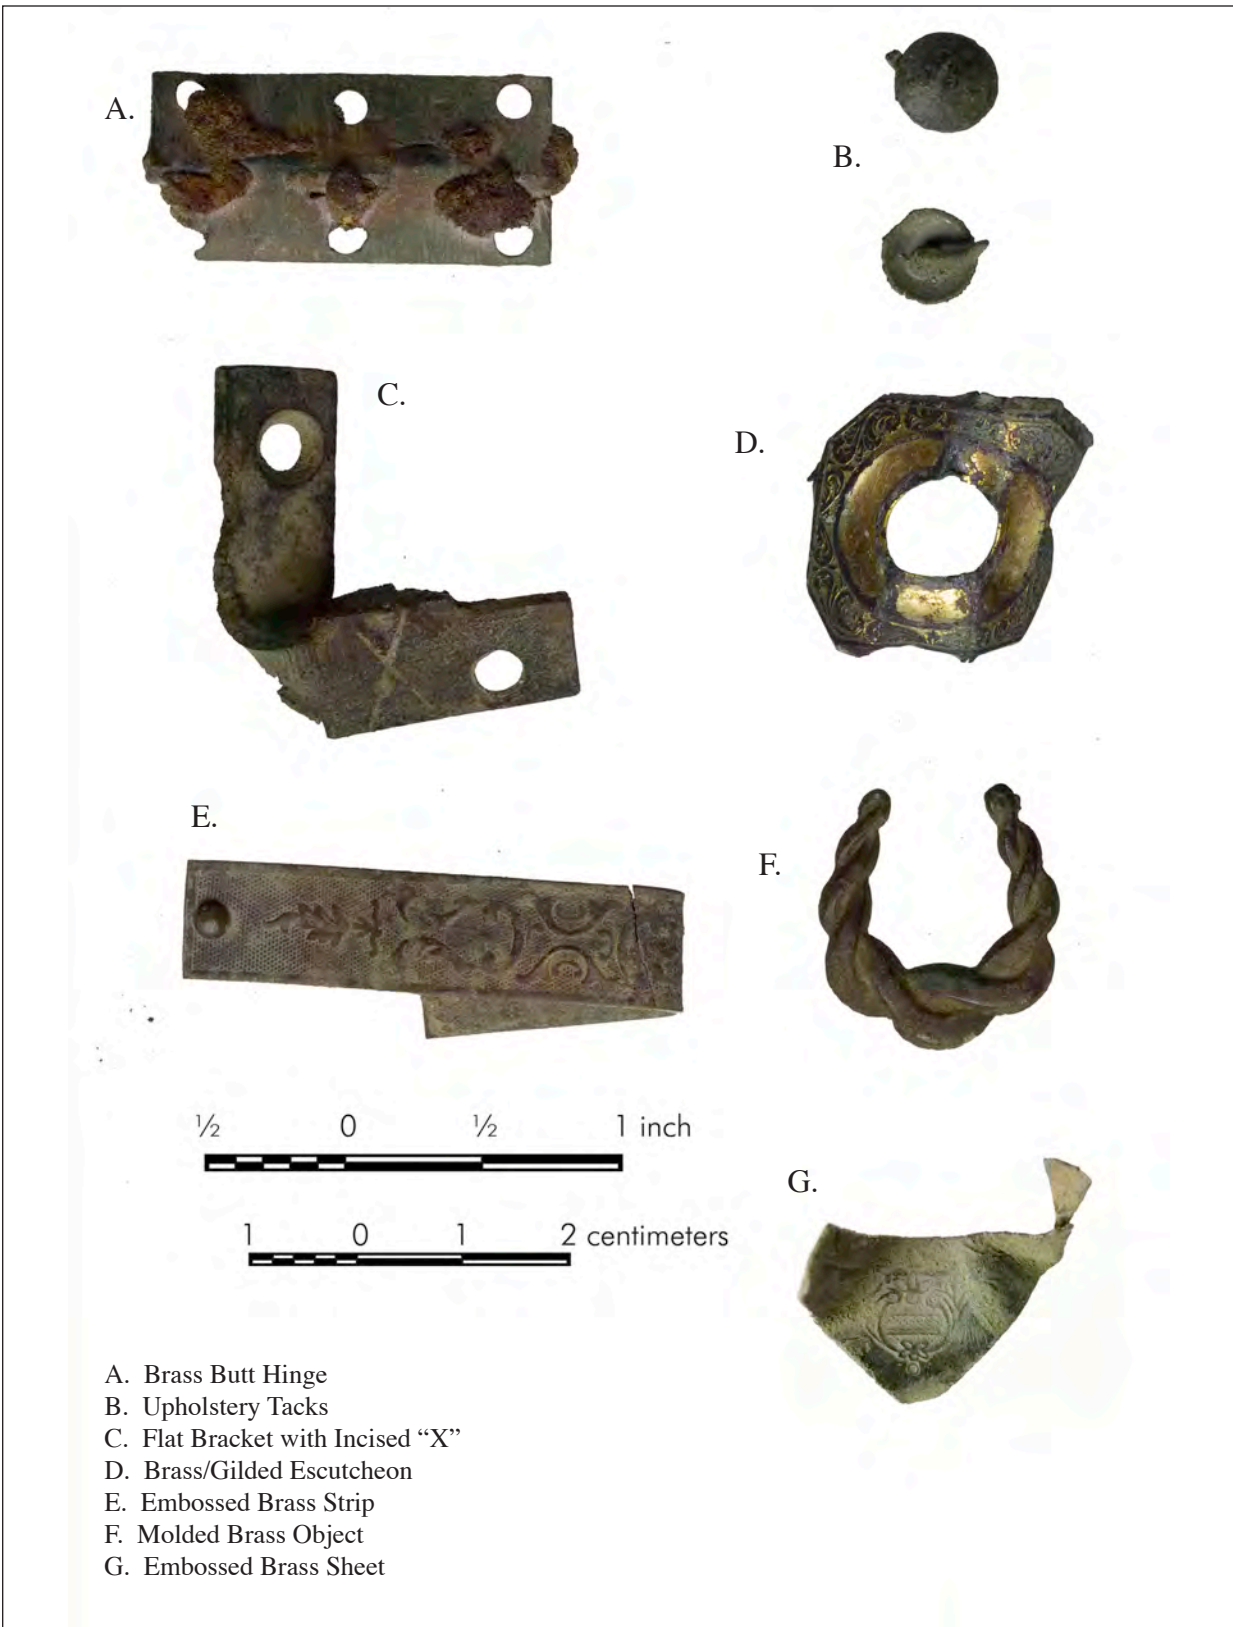 A.
B.
C.
D.
E.
F.
½ 0 ½ 1 inch
G.
1 0 1 2 centimeters
A. Brass Butt Hinge
B. Upholstery Tacks
C. Flat Bracket with Incised “X”
D. Brass/Gilded Escutcheon
E. Embossed Brass Strip
F. Molded Brass Object
G. Embossed Brass Sheet